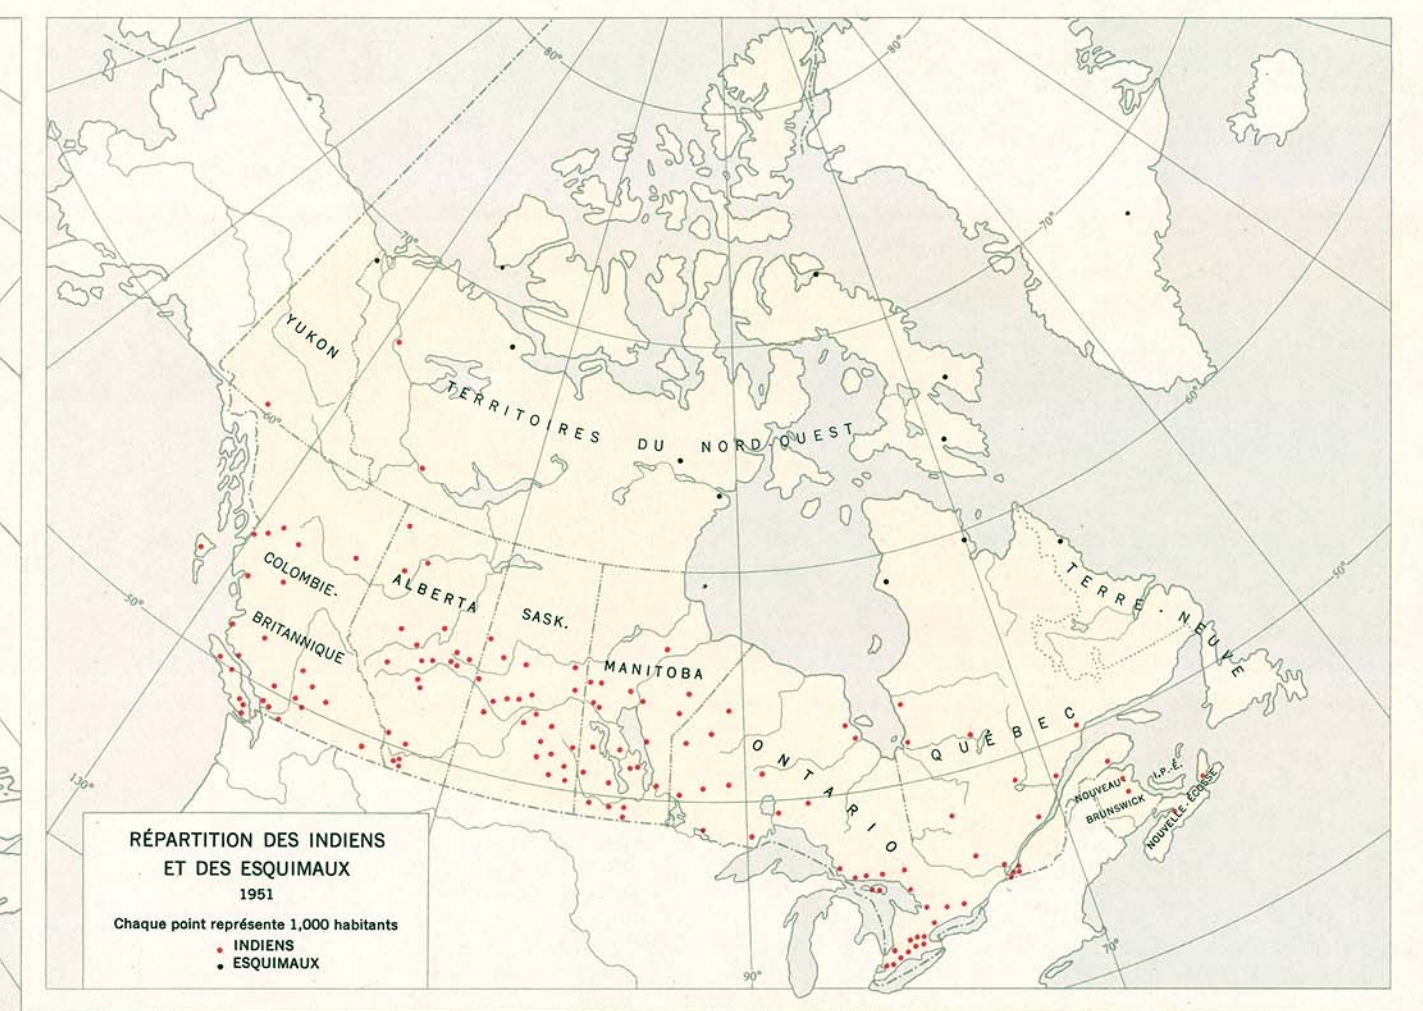 80°
80°
70°
70°
YUKON
60°
60°
TERRITOIRES DU NORD-OUEST
50°
50°
COLOMBIE-
BRITANNIQUE
ALBERTA
SASK.
MANITOBA
ONTARIO
QUÉBEC
TERRE-NEUVE
NOUVEAU
BRUNSWICK
I.P.-É.
NOUVELLE-ÉCOSSE
130°
90°
70°
RÉPARTITION DES INDIENS
ET DES ESQUIMAUX
1951
Chaque point représente 1,000 habitants
INDIENS
ESQUIMAUX